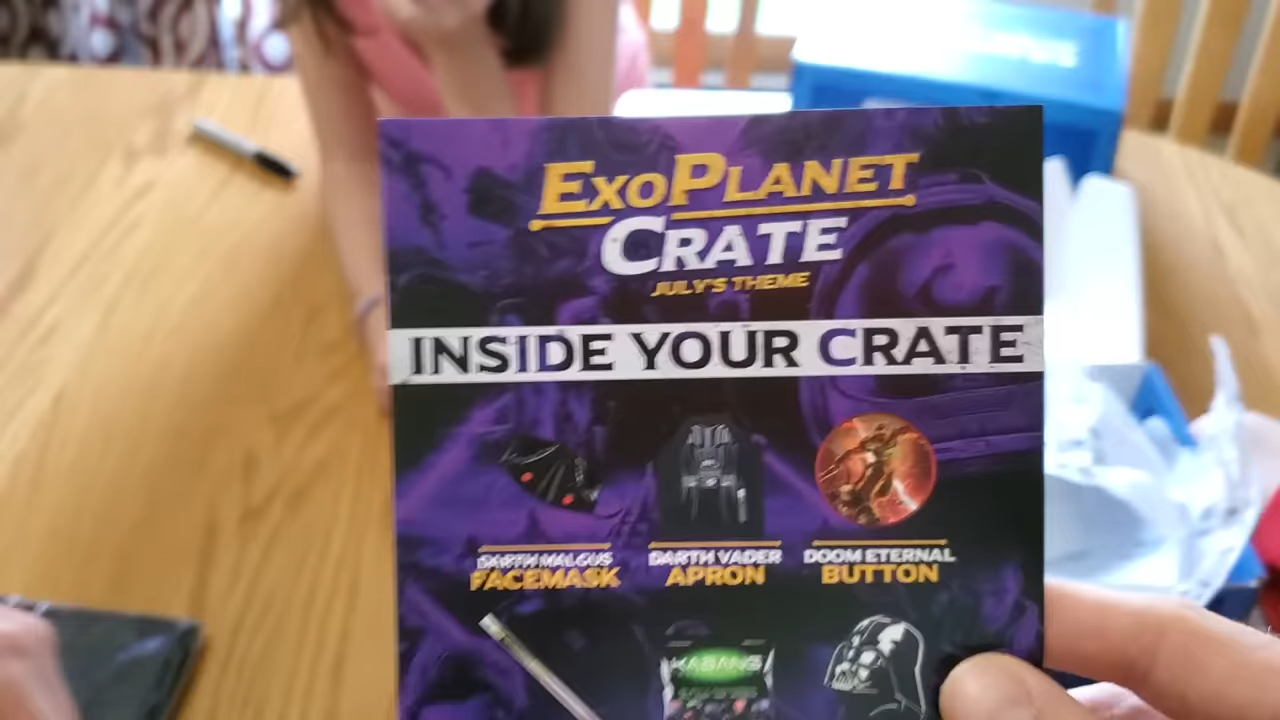 EXOPLANET
CRATE
JULY'S THEME
INSIDE YOUR CRATE
DARTH MALGUS
FACEMASK
DARTH VADER
APRON
DOOM ETERNAL
BUTTON
KABANG